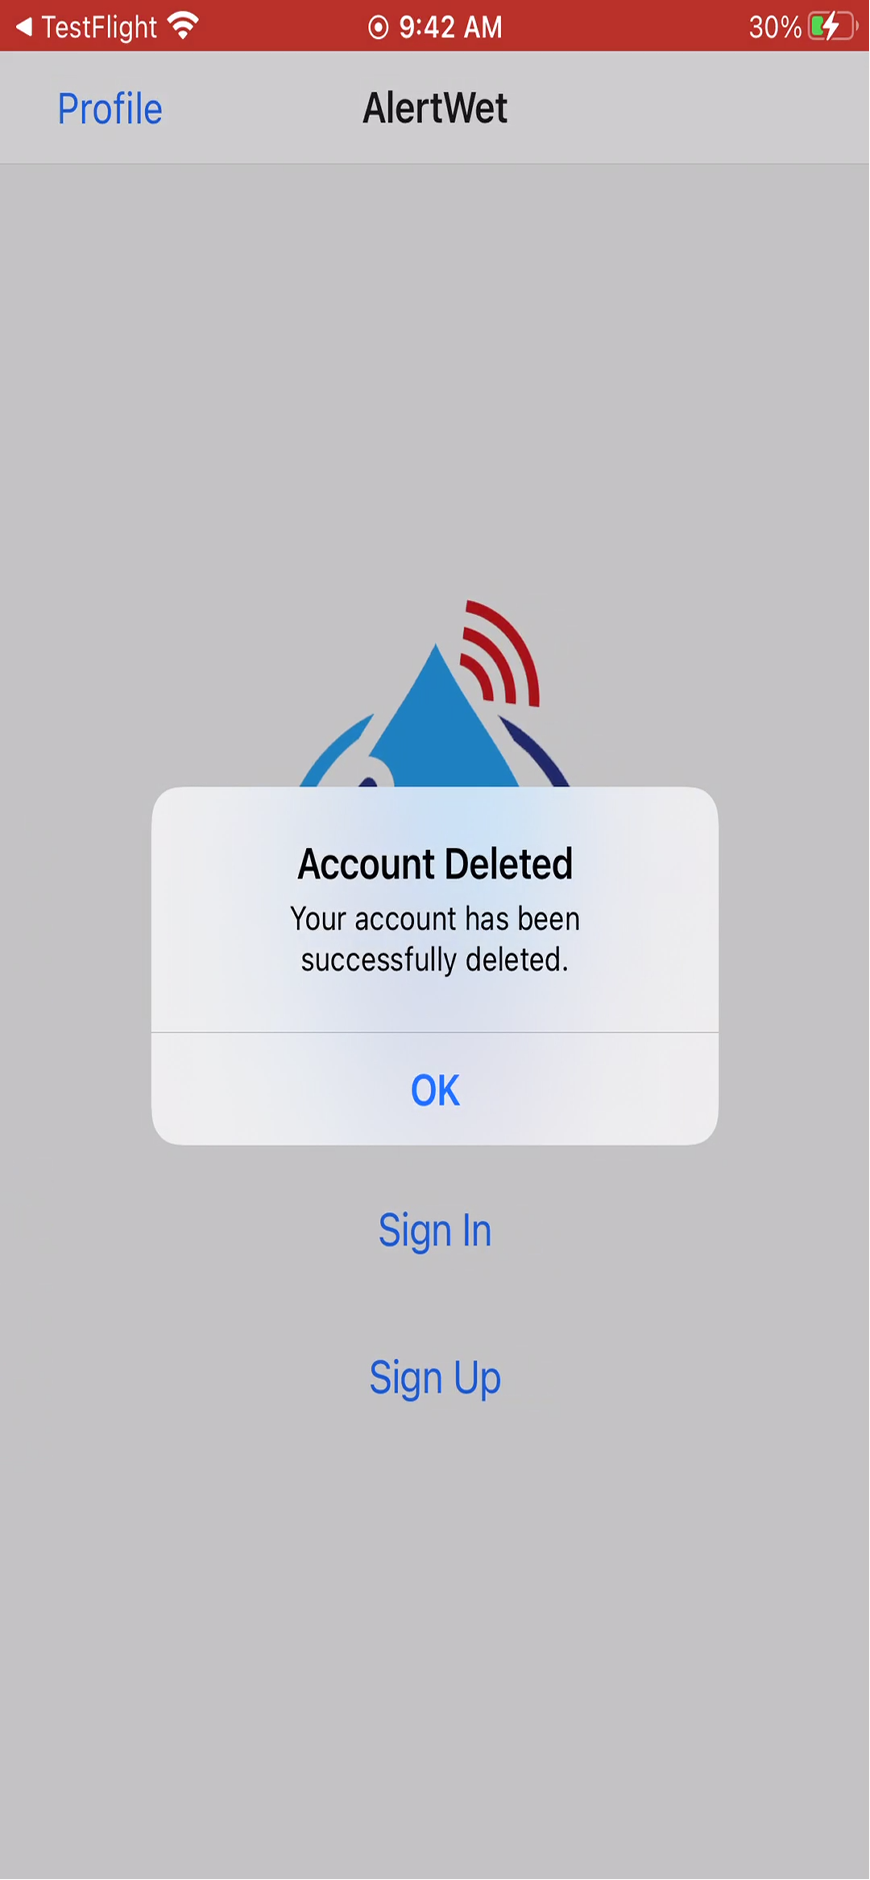 TestFlight 9:42 AM 30%
Profile AlertWet
Account Deleted
Your account has been
successfully deleted.
OK
Sign In
Sign Up